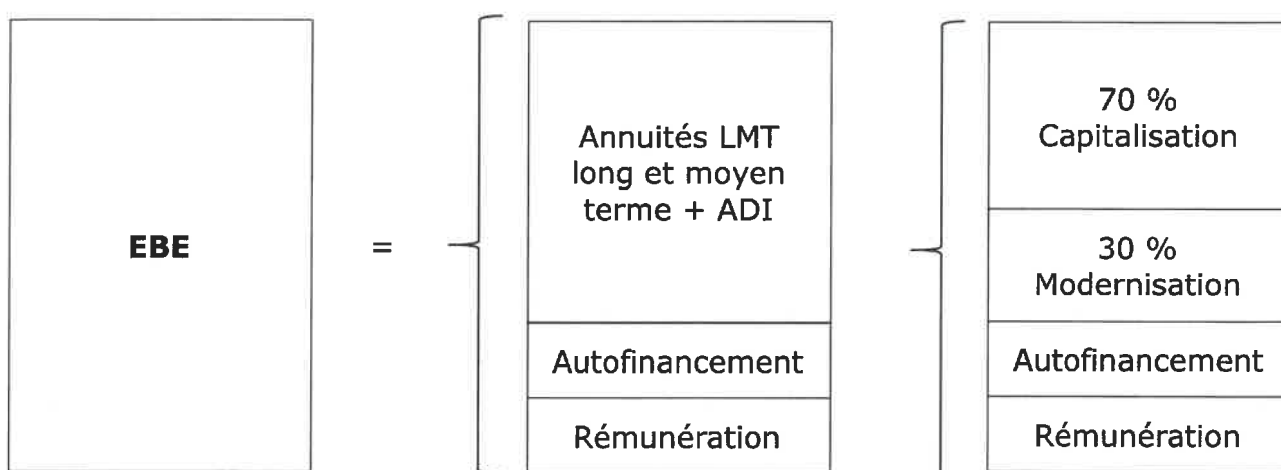 EBE
=
Annuités LMT
long et moyen
terme + ADI
Autofinancement
Rémunération
70 %
Capitalisation
30 %
Modernisation
Autofinancement
Rémunération